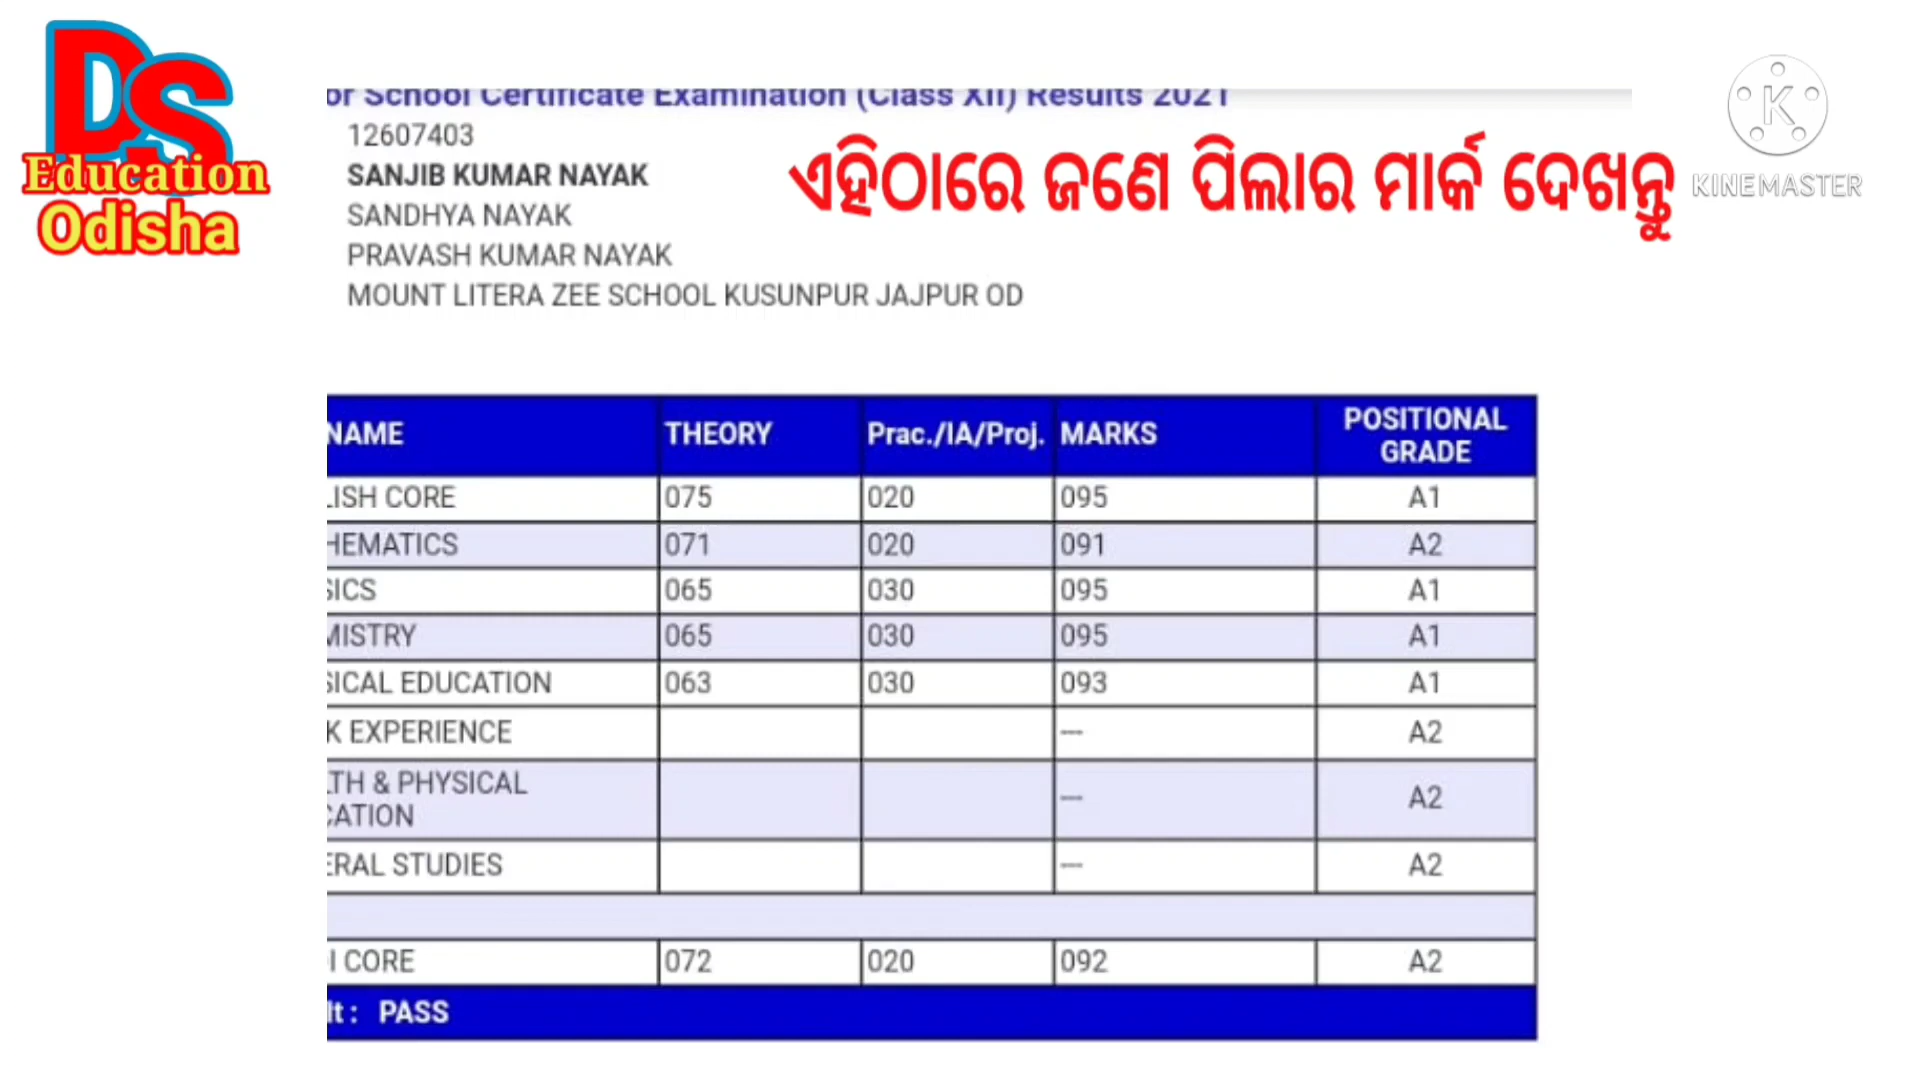 DS
Education
Odisha
or School Certificate Examination (Class XII) Results 2021
12607403
SANJIB KUMAR NAYAK
SANDHYA NAYAK
PRAVASH KUMAR NAYAK
MOUNT LITERA ZEE SCHOOL KUSUNPUR JAJPUR OD
ଏହିଠାରେ ଜଣେ ପିଲାର ମାର୍କ ଦେଖନ୍ତୁ
K
KINEMASTER
NAME THEORY Prac./IA/Proj. MARKS POSITIONAL GRADE
LISH CORE 075 020 095 A1
HEMATICS 071 020 091 A2
SICS 065 030 095 A1
MISTRY 065 030 095 A1
SICAL EDUCATION 063 030 093 A1
K EXPERIENCE --- A2
LTH & PHYSICAL
CATION --- A2
ERAL STUDIES --- A2
I CORE 072 020 092 A2
lt : PASS